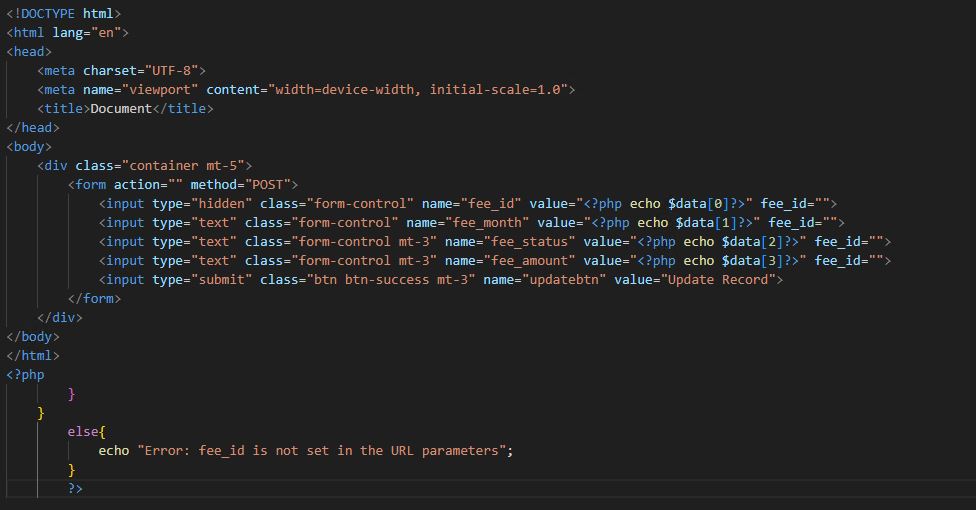 <!DOCTYPE html>
<html lang="en">
<head>
    <meta charset="UTF-8">
    <meta name="viewport" content="width=device-width, initial-scale=1.0">
    <title>Document</title>
</head>
<body>
    <div class="container mt-5">
        <form action="" method="POST">
            <input type="hidden" class="form-control" name="fee_id" value="<?php echo $data[0]?>" fee_id="">
            <input type="text" class="form-control" name="fee_month" value="<?php echo $data[1]?>" fee_id="">
            <input type="text" class="form-control mt-3" name="fee_status" value="<?php echo $data[2]?>" fee_id="">
            <input type="text" class="form-control mt-3" name="fee_amount" value="<?php echo $data[3]?>" fee_id="">
            <input type="submit" class="btn btn-success mt-3" name="updatebtn" value="Update Record">
        </form>
    </div>
</body>
</html>
<?php
        }
    }
        else{
            echo "Error: fee_id is not set in the URL parameters";
        }
        ?>